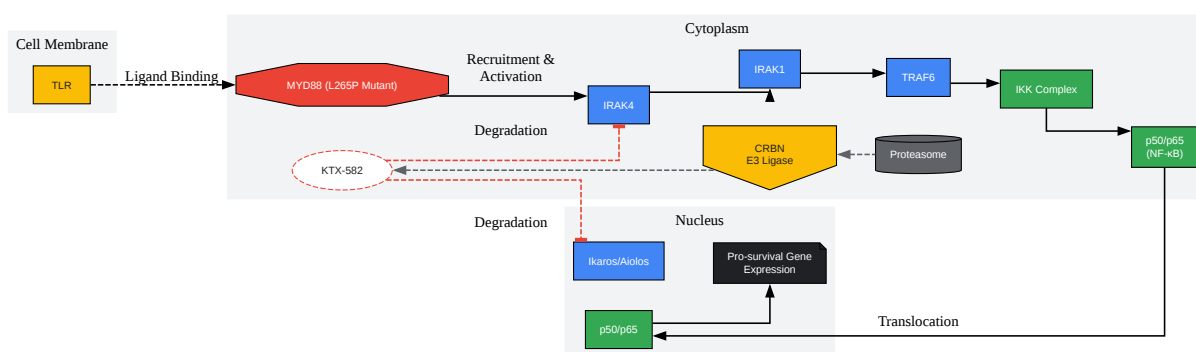 Cell Membrane
TLR
Ligand Binding
Cytoplasm
MYD88 (L265P Mutant)
Recruitment &
Activation
IRAK4
IRAK1
TRAF6
IKK Complex
p50/p65
(NF-κB)
Degradation
KTX-582
CRBN
E3 Ligase
Proteasome
Degradation
Nucleus
Ikaros/Aiolos
Pro-survival Gene
Expression
p50/p65
Translocation